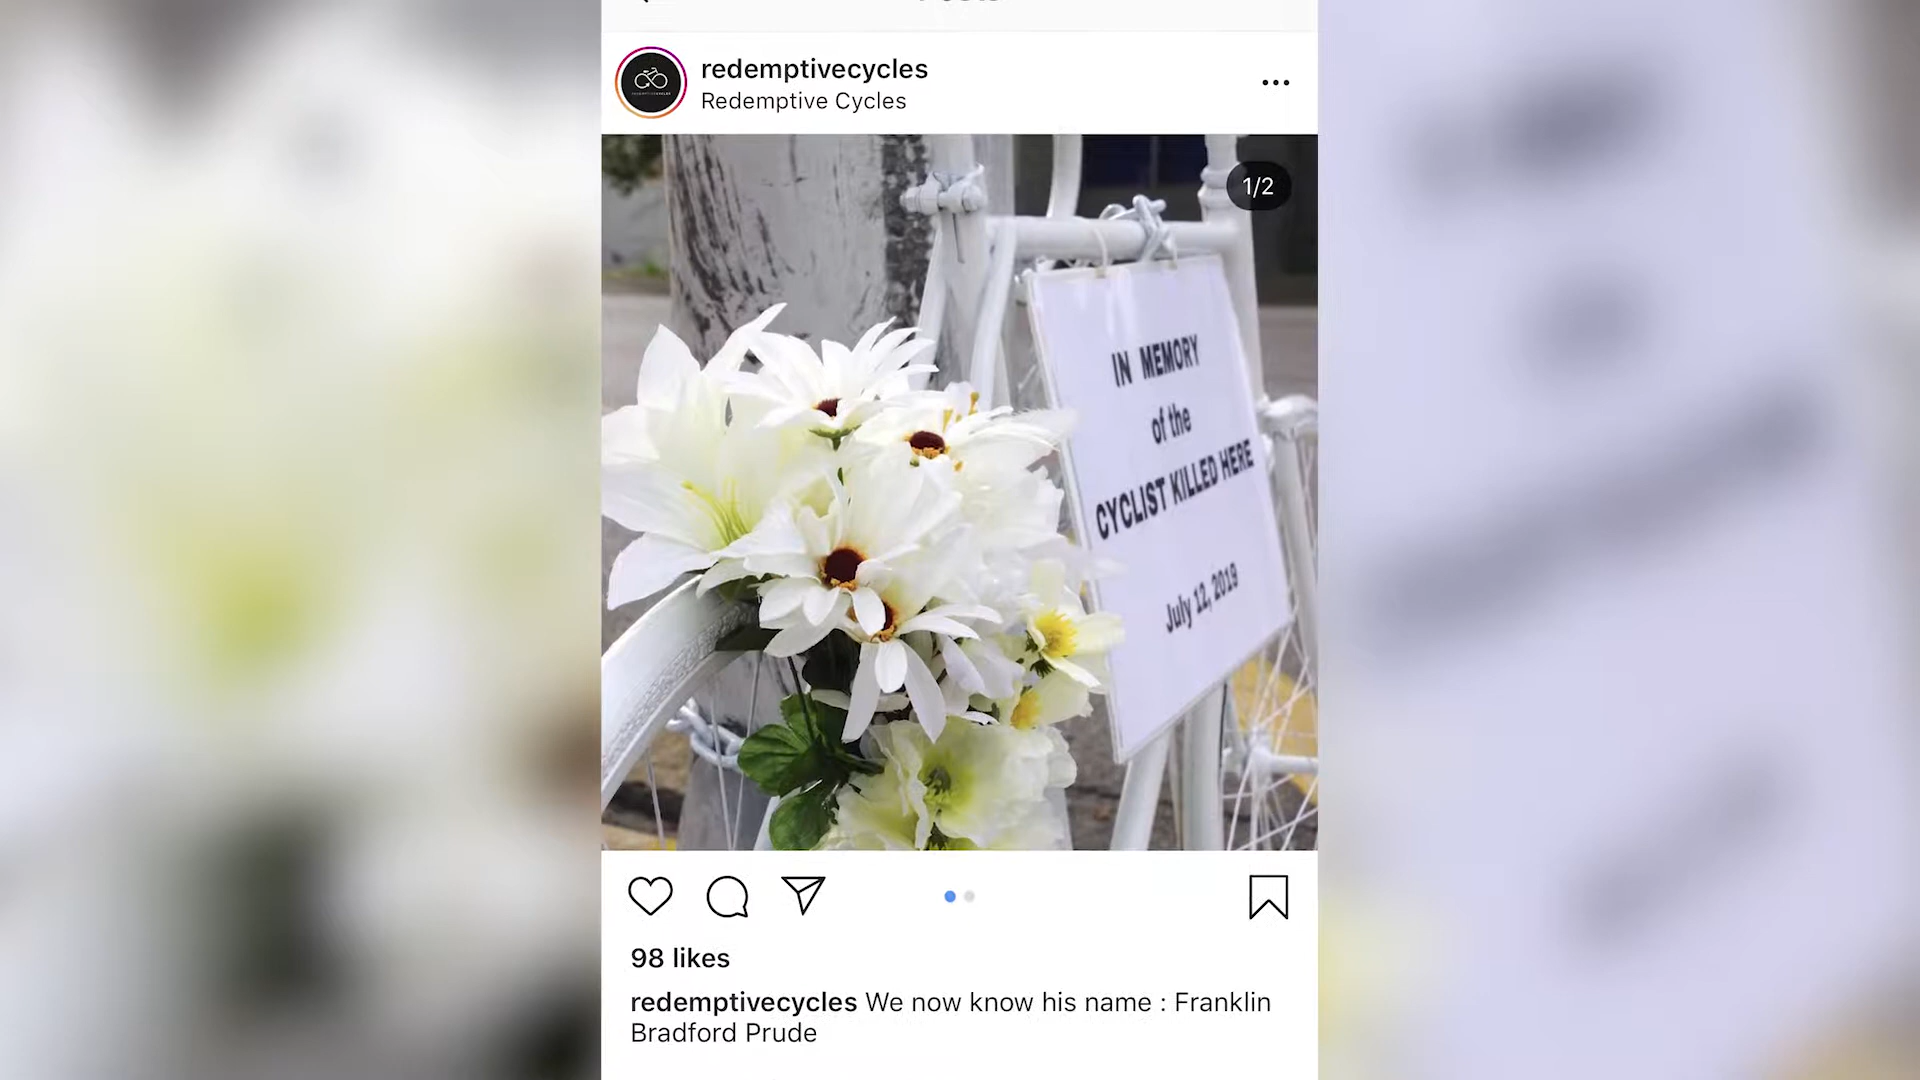 redemptivecycles
Redemptive Cycles
1/2
IN MEMORY
of the
CYCLIST KILLED HERE
July 12, 2019
98 likes
redemptivecycles We now know his name : Franklin
Bradford Prude